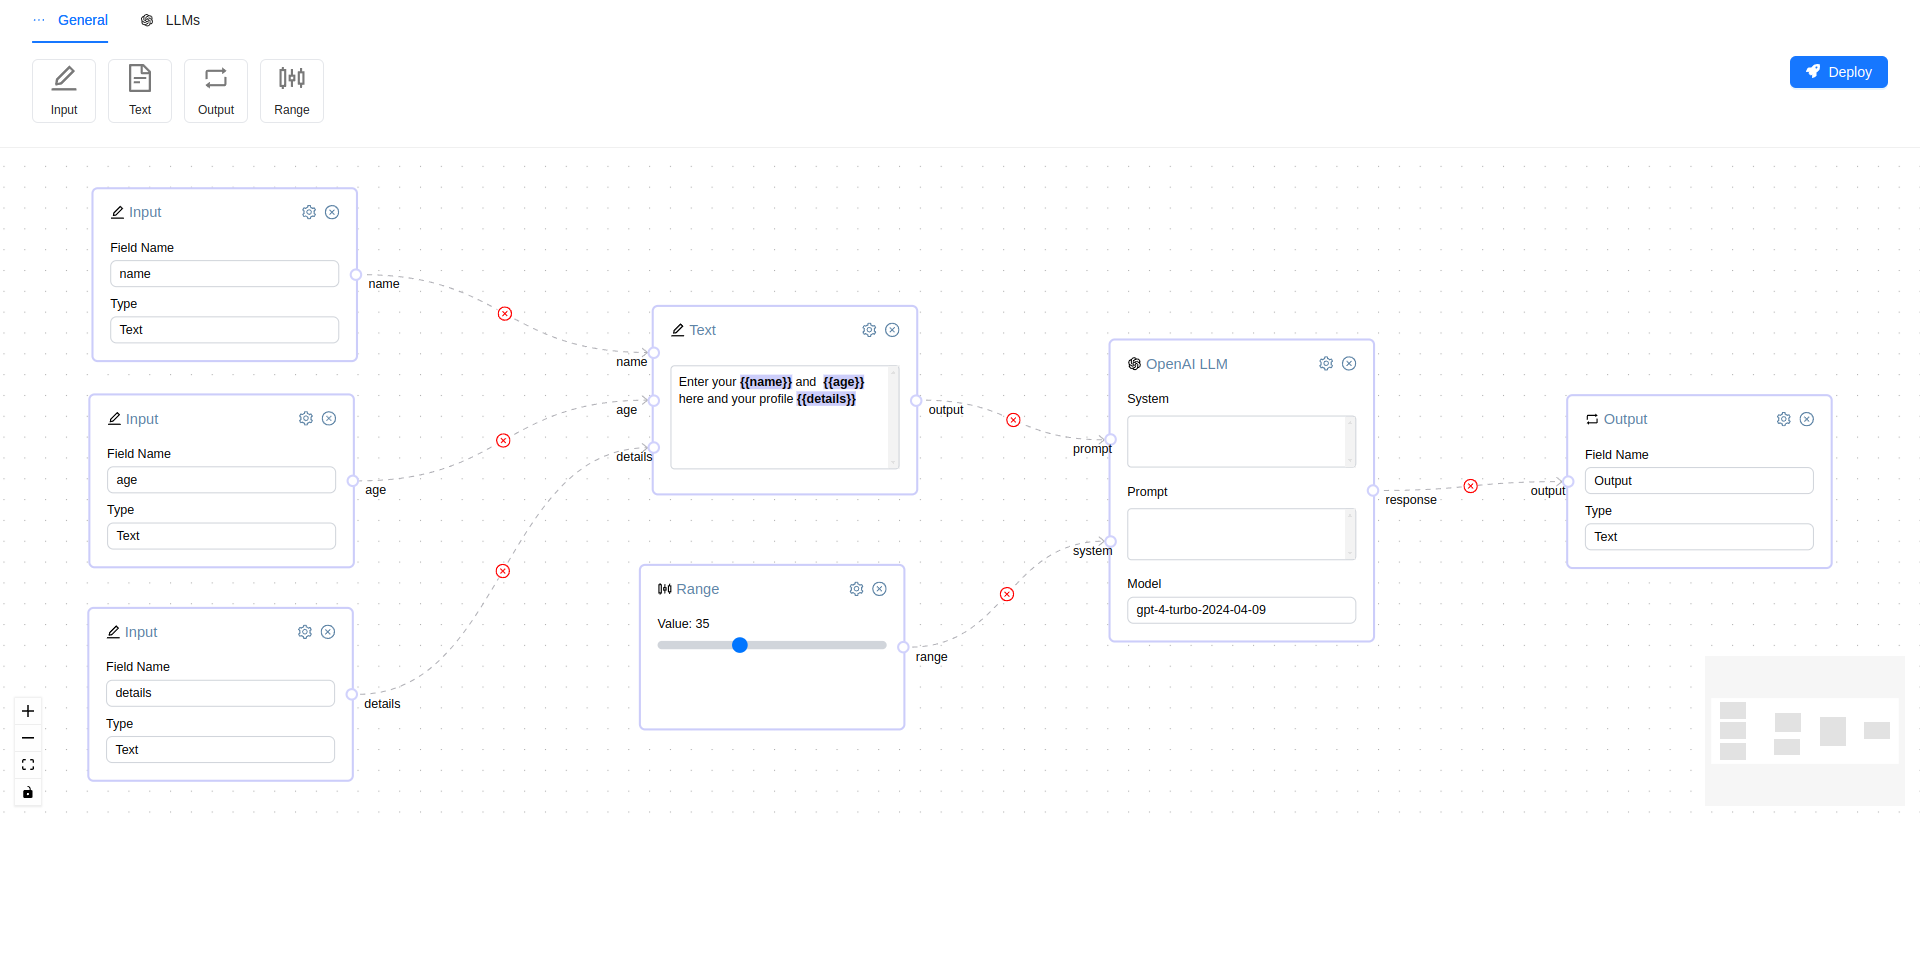 General
LLMs
Input
Text
Output
Range
Deploy
Input
Field Name
name
Type
Text
name
Input
Field Name
age
Type
Text
age
Input
Field Name
details
Type
Text
details
Text
name
age
details
Enter your {{name}} and {{age}}
here and your profile {{details}}
output
Range
Value: 35
range
OpenAI LLM
System
prompt
Prompt
system
Model
gpt-4-turbo-2024-04-09
response
Output
Field Name
output
Output
Type
Text